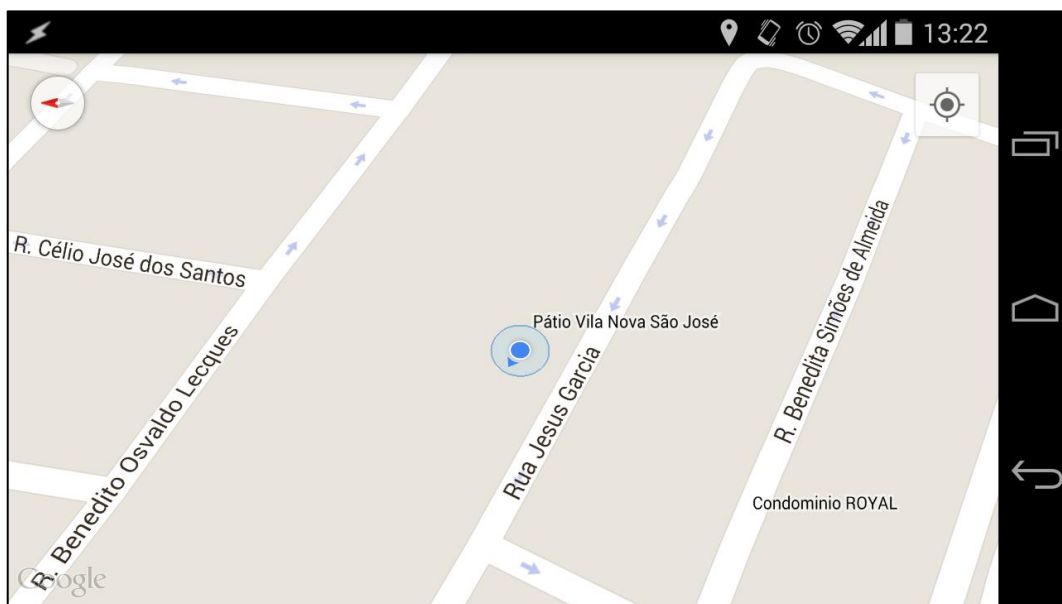 13:22
R. Célio José dos Santos
Pátio Vila Nova São José
R. Benedita Simões de Almeida
Rua Jesus Garcia
R. Benedito Osvaldo Lecques
Condominio ROYAL
Google